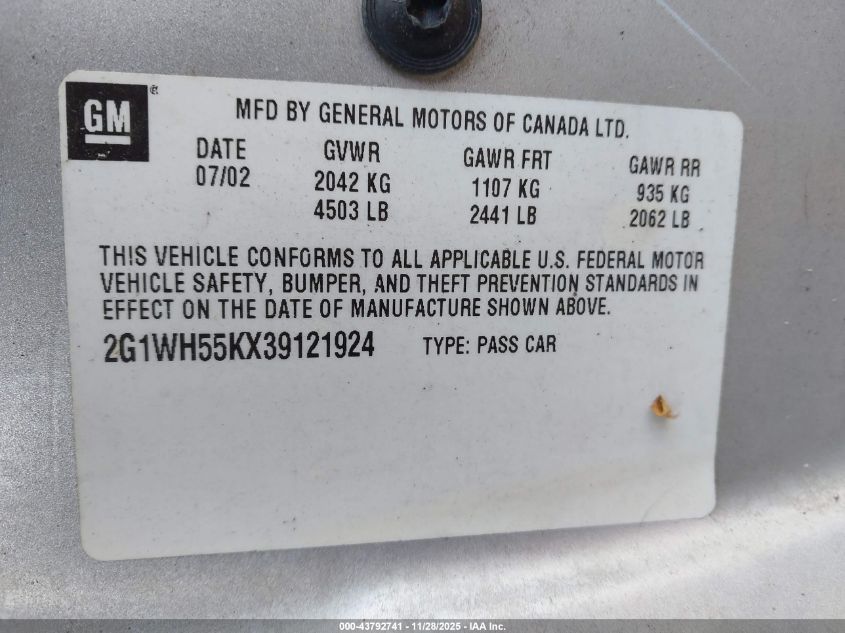 GM®
MFD BY GENERAL MOTORS OF CANADA LTD.
DATE GVWR GAWR FRT GAWR RR
07/02 2042 KG 1107 KG 935 KG
4503 LB 2441 LB 2062 LB
THIS VEHICLE CONFORMS TO ALL APPLICABLE U.S. FEDERAL MOTOR
VEHICLE SAFETY, BUMPER, AND THEFT PREVENTION STANDARDS IN
EFFECT ON THE DATE OF MANUFACTURE SHOWN ABOVE.
2G1WH55KX39121924 TYPE: PASS CAR
000-43792741 - 11/28/2025 - IAA Inc.